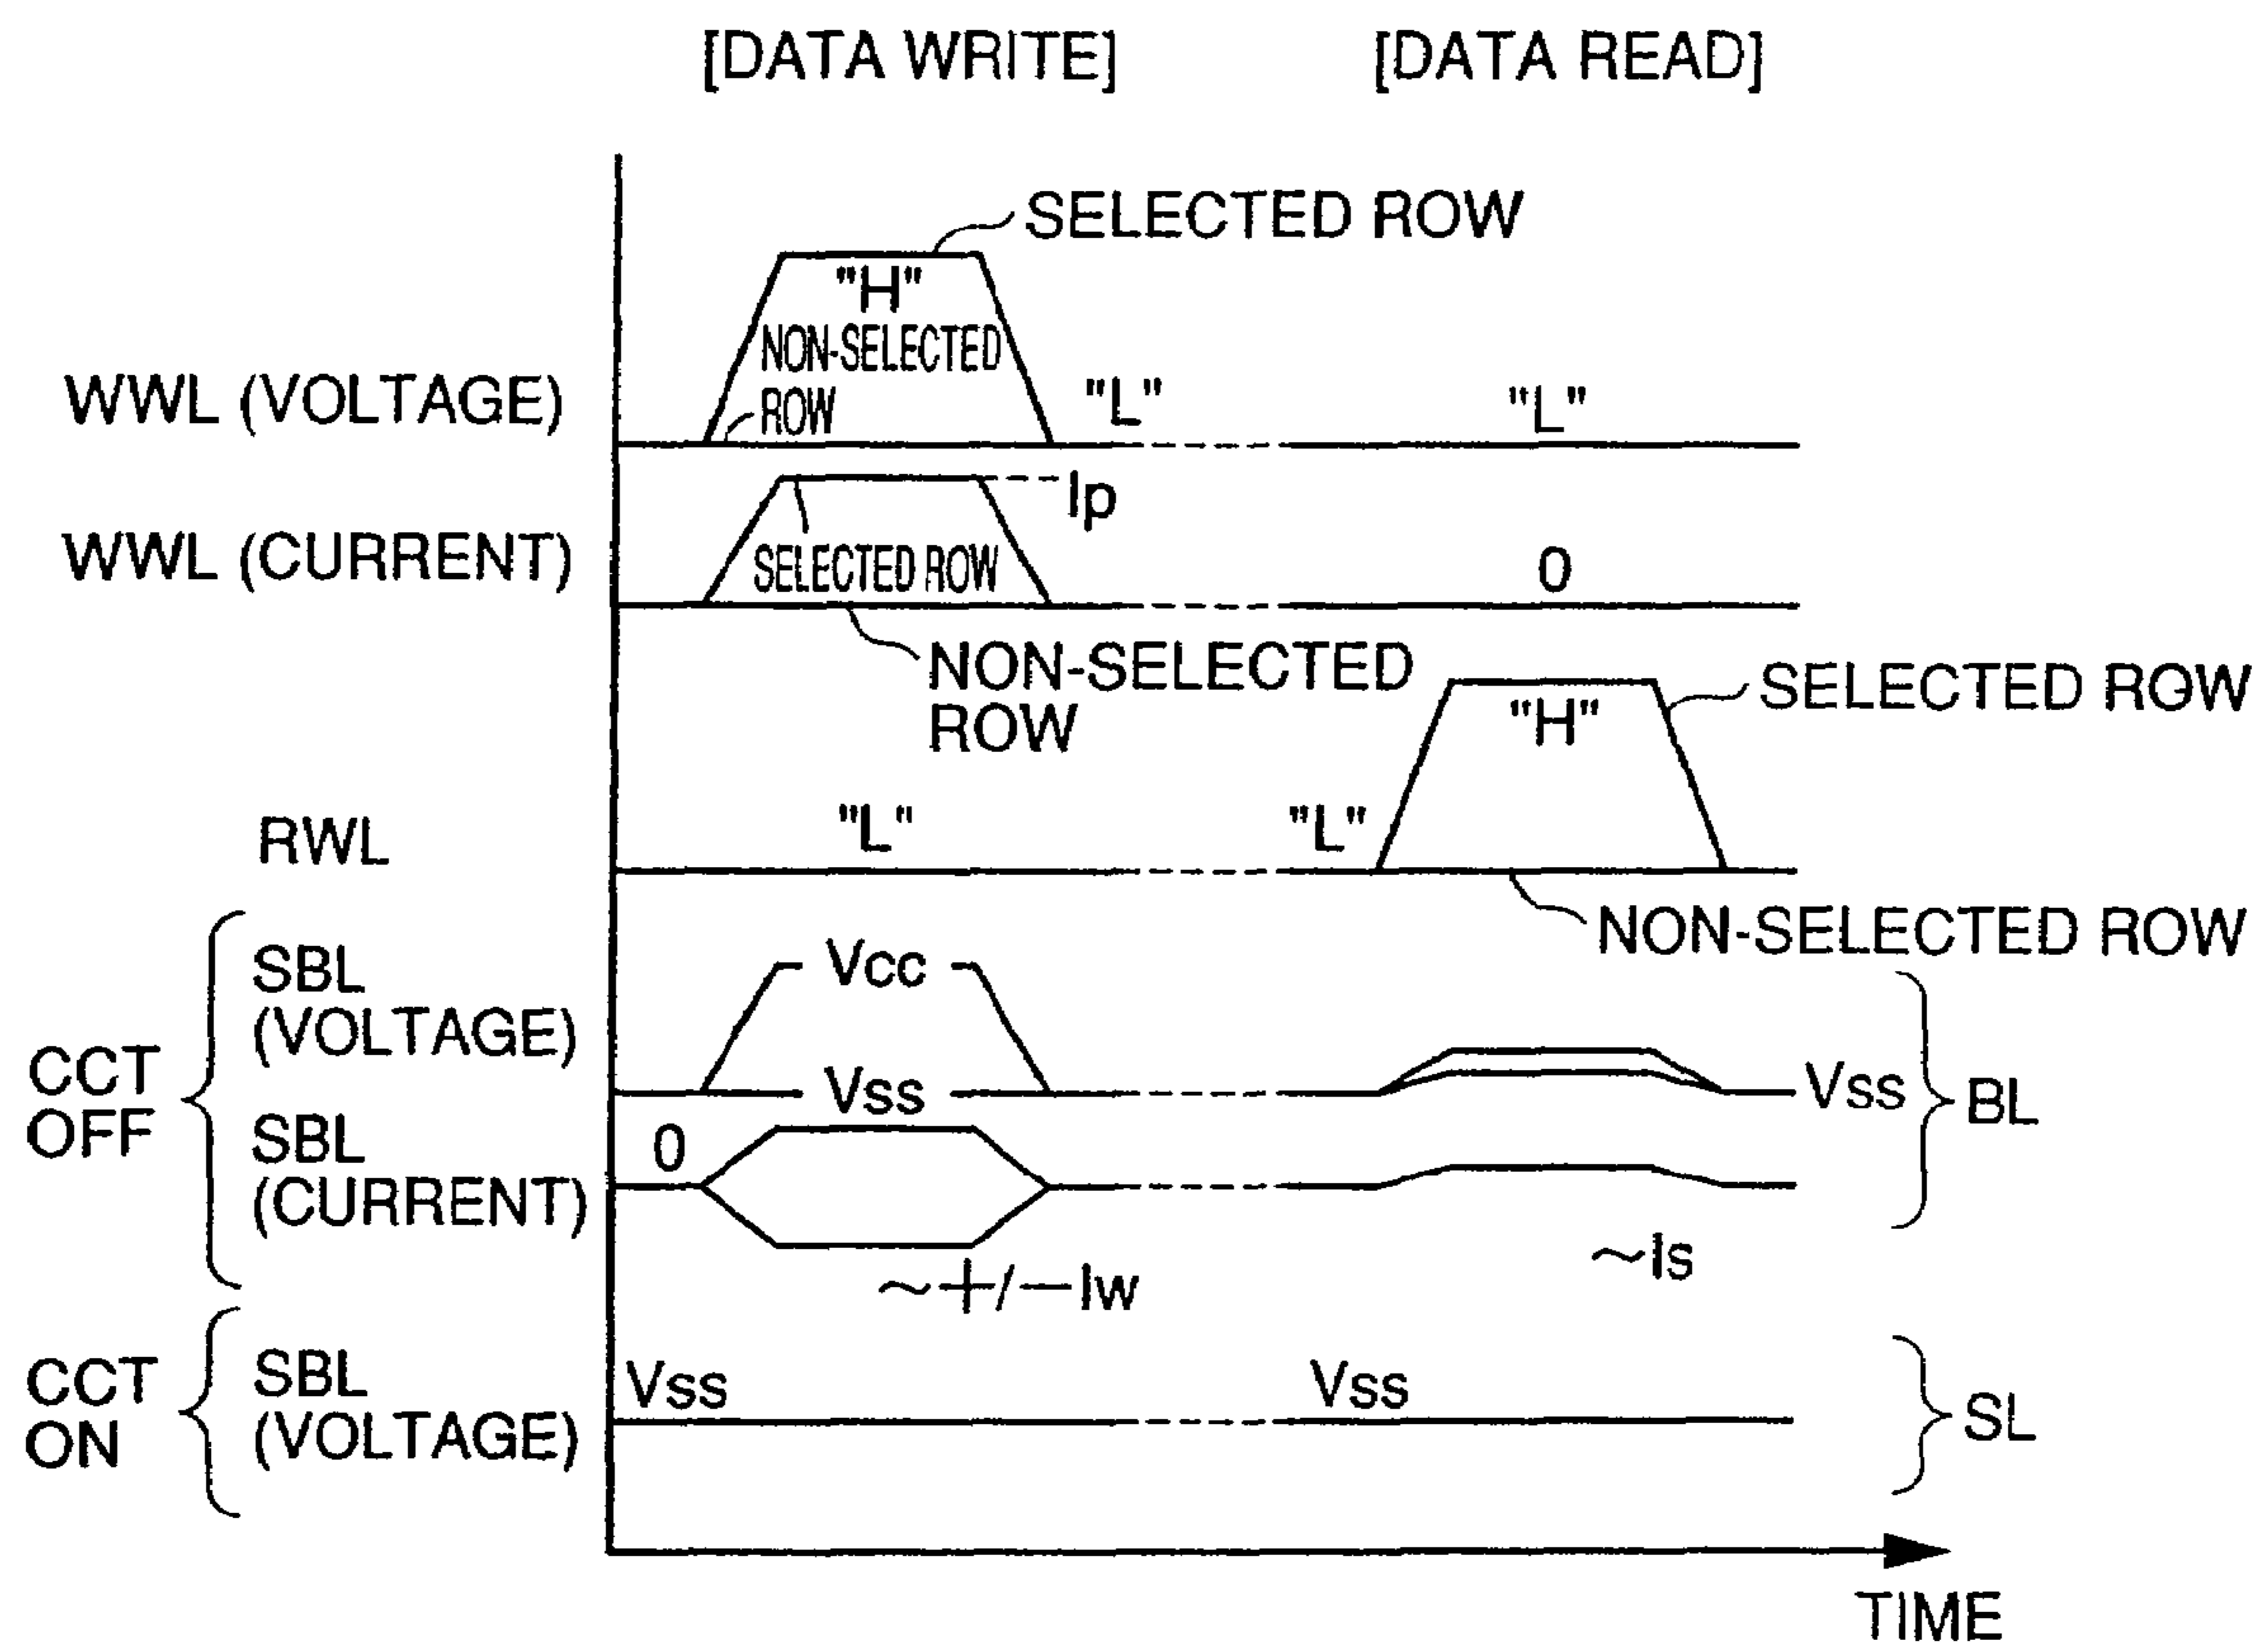 [DATA WRITE] [DATA READ]
SELECTED ROW
"H"
NON-SELECTED
ROW
WWL (VOLTAGE)
"L"
"L"
Ip
WWL (CURRENT)
SELECTED ROW
0
NON-SELECTED
ROW
SELECTED ROW
"H"
RWL
"L"
"L"
NON-SELECTED ROW
CCT
OFF
SBL
(VOLTAGE)
Vcc
Vss
Vss
BL
SBL
(CURRENT)
0
~+/−Iw
~Is
CCT
ON
SBL
(VOLTAGE)
Vss
Vss
SL
TIME